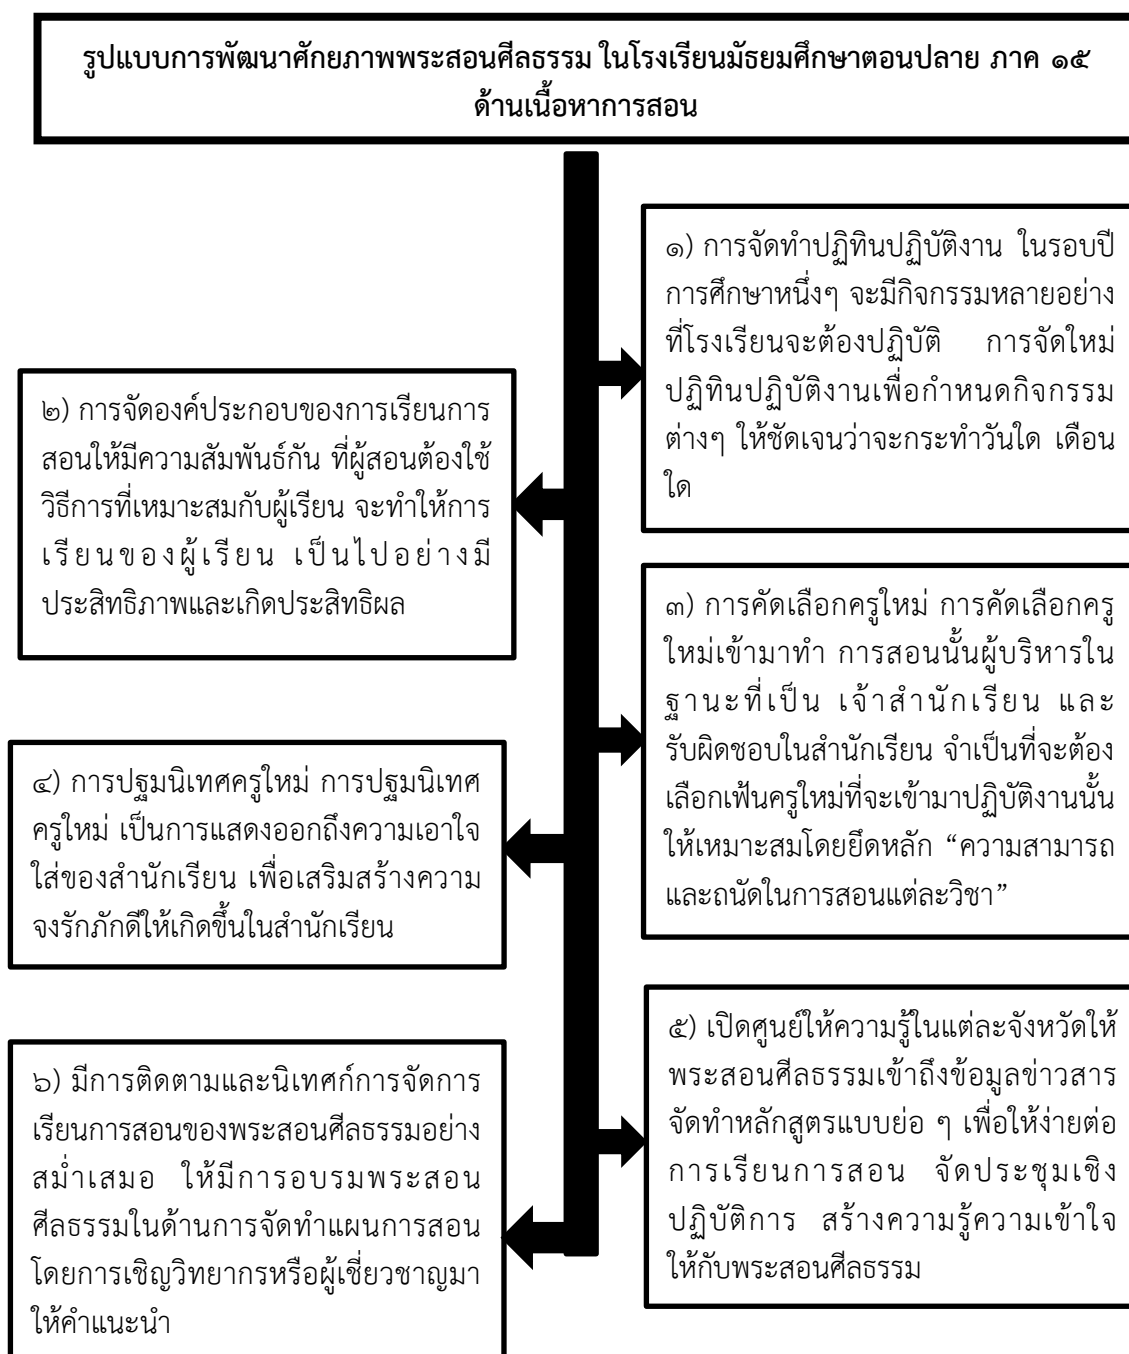 รูปแบบการพัฒนาศักยภาพพระสอนศีลธรรม ในโรงเรียนมัธยมศึกษาตอนปลาย ภาค ๑๕
ด้านเนื้อหาการสอน
๑) การจัดทำปฏิทินปฏิบัติงาน ในรอบปี
การศึกษาหนึ่งๆ จะมีกิจกรรมหลายอย่าง
ที่โรงเรียนจะต้องปฏิบัติ การจัดใหม่
ปฏิทินปฏิบัติงานเพื่อกำหนดกิจกรรม
ต่างๆ ให้ชัดเจนว่าจะกระทำวันใด เดือน
ใด
๒) การจัดองค์ประกอบของการเรียนการ
สอนให้มีความสัมพันธ์กัน ที่ผู้สอนต้องใช้
วิธีการที่เหมาะสมกับผู้เรียน จะทำให้การ
เรียนของผู้เรียน เป็นไปอย่างมี
ประสิทธิภาพและเกิดประสิทธิผล
๓) การคัดเลือกครูใหม่ การคัดเลือกครู
ใหม่เข้ามาทำ การสอนนั้นผู้บริหารใน
ฐานะที่เป็น เจ้าสำนักเรียน และ
รับผิดชอบในสำนักเรียน จำเป็นที่จะต้อง
เลือกเฟ้นครูใหม่ที่จะเข้ามาปฏิบัติงานนั้น
ให้เหมาะสมโดยยึดหลัก “ความสามารถ
และถนัดในการสอนแต่ละวิชา”
๔) การปฐมนิเทศครูใหม่ การปฐมนิเทศ
ครูใหม่ เป็นการแสดงออกถึงความเอาใจ
ใส่ของสำนักเรียน เพื่อเสริมสร้างความ
จงรักภักดีให้เกิดขึ้นในสำนักเรียน
๕) เปิดศูนย์ให้ความรู้ในแต่ละจังหวัดให้
พระสอนศีลธรรมเข้าถึงข้อมูลข่าวสาร
จัดทำหลักสูตรแบบย่อ ๆ เพื่อให้ง่ายต่อ
การเรียนการสอน จัดประชุมเชิง
ปฏิบัติการ สร้างความรู้ความเข้าใจ
ให้กับพระสอนศีลธรรม
๖) มีการติดตามและนิเทศก์การจัดการ
เรียนการสอนของพระสอนศีลธรรมอย่าง
สม่ำเสมอ ให้มีการอบรมพระสอน
ศีลธรรมในด้านการจัดทำแผนการสอน
โดยการเชิญวิทยากรหรือผู้เชี่ยวชาญมา
ให้คำแนะนำ